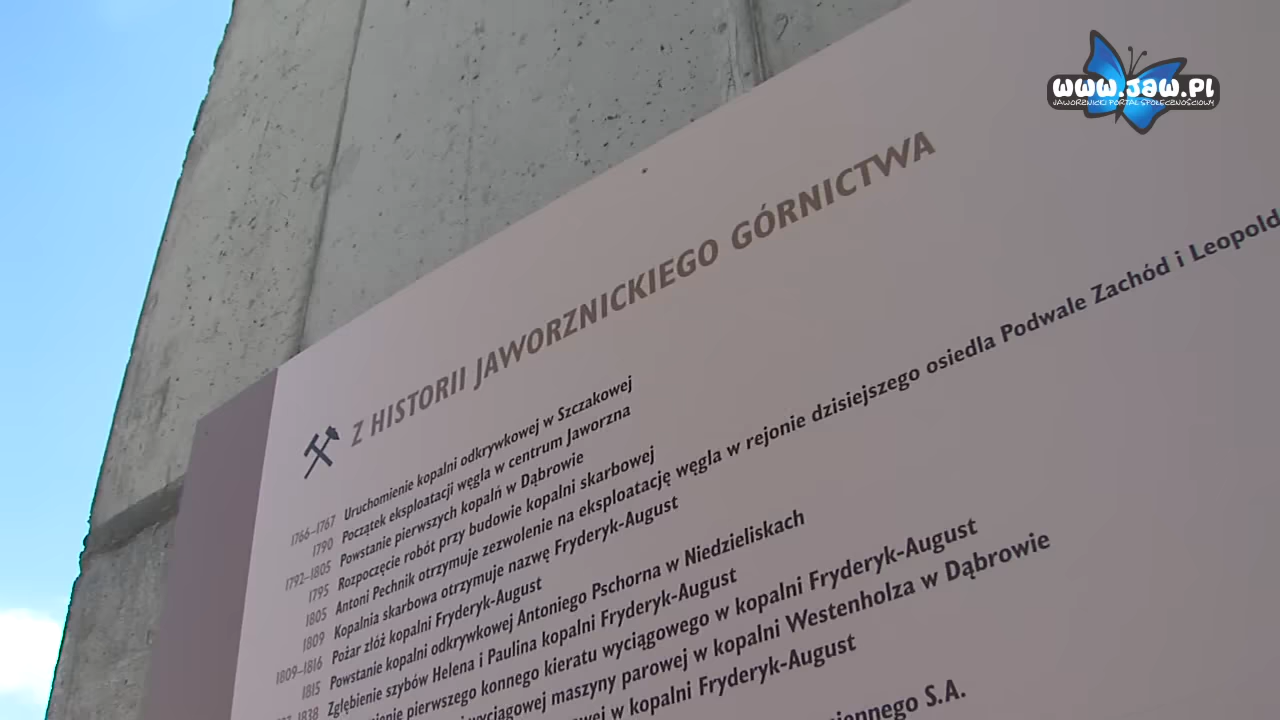 www.jaw.pl
JAWORZNICKI PORTAL SPOŁECZNOŚCIOWY
Z HISTORII JAWORZNICKIEGO GÓRNICTWA
1766–1767 Uruchomienie kopalni odkrywkowej w Szczakowej
1790 Początek eksploatacji węgla w centrum Jaworzna
1792–1805 Powstanie pierwszych kopalń w Dąbrowie
1795 Rozpoczęcie robót przy budowie kopalni skarbowej
1805 Antoni Pechnik otrzymuje zezwolenie na eksploatację węgla w rejonie dzisiejszego osiedla Podwale Zachód i Leopold
1809 Kopalnia skarbowa otrzymuje nazwę Fryderyk-August
1809–1816 Pożar złóż kopalni Fryderyk-August
1815 Powstanie kopalni odkrywkowej Antoniego Pschorna w Niedzieliskach
1838 Zgłębienie szybów Helena i Paulina kopalni Fryderyk-August
pierwszego konnego kieratu wyciągowego w kopalni Fryderyk-August
wyciągowej maszyny parowej w kopalni Westenholza w Dąbrowie
w kopalni Fryderyk-August
S.A.